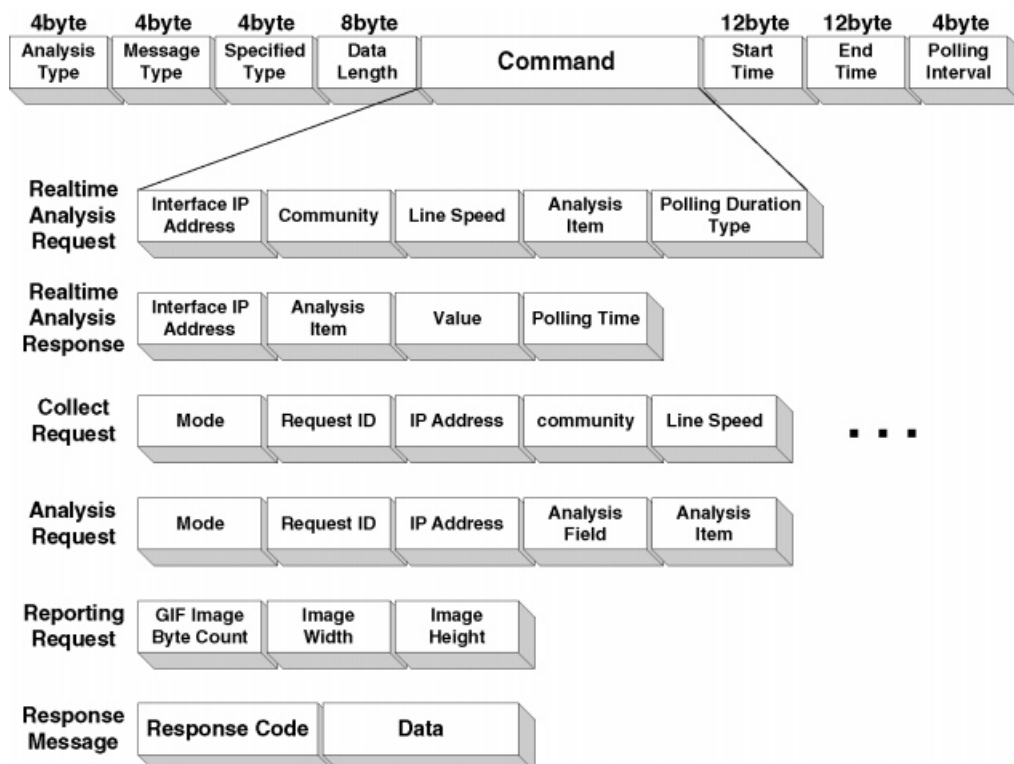 4byte 4byte 4byte 8byte 12byte 12byte 4byte
Analysis Type
Message Type
Specified Type
Data Length
Command
Start Time
End Time
Polling Interval
Realtime
Analysis
Request
Interface IP
Address
Community
Line Speed
Analysis
Item
Polling Duration
Type
Realtime
Analysis
Response
Interface IP
Address
Analysis
Item
Value
Polling Time
Collect
Request
Mode
Request ID
IP Address
community
Line Speed
. . .
Analysis
Request
Mode
Request ID
IP Address
Analysis
Field
Analysis
Item
Reporting
Request
GIF Image
Byte Count
Image
Width
Image
Height
Response
Message
Response Code
Data